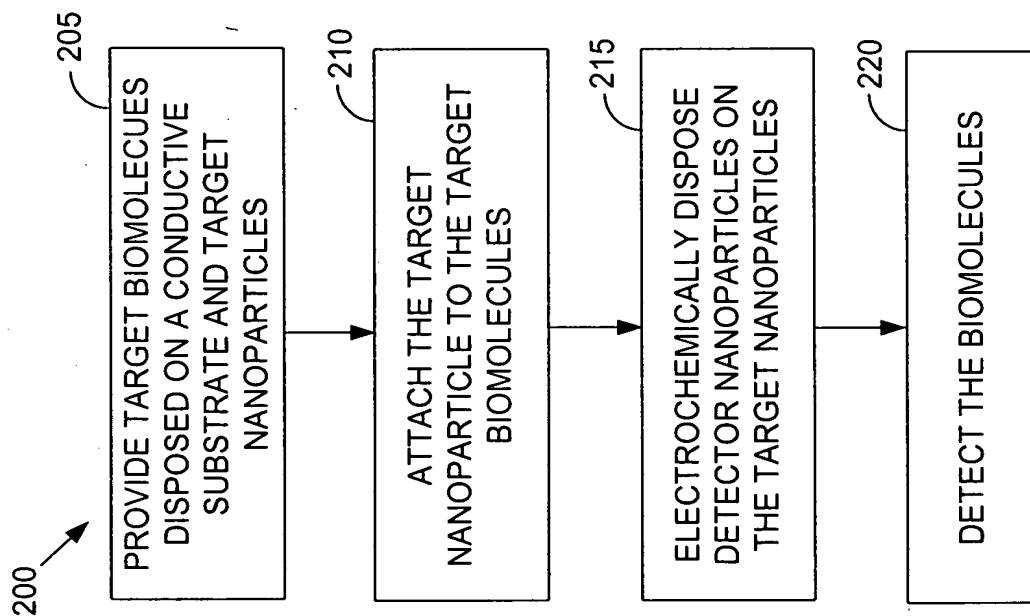 200
205
PROVIDE TARGET BIOMOLECUES
DISPOSED ON A CONDUCTIVE
SUBSTRATE AND TARGET
NANOPARTICLES
210
ATTACH THE TARGET
NANOPARTICLE TO THE TARGET
BIOMOLECULES
215
ELECTROCHEMICALLY DISPOSE
DETECTOR NANOPARTICLES ON
THE TARGET NANOPARTICLES
220
DETECT THE BIOMOLECULES